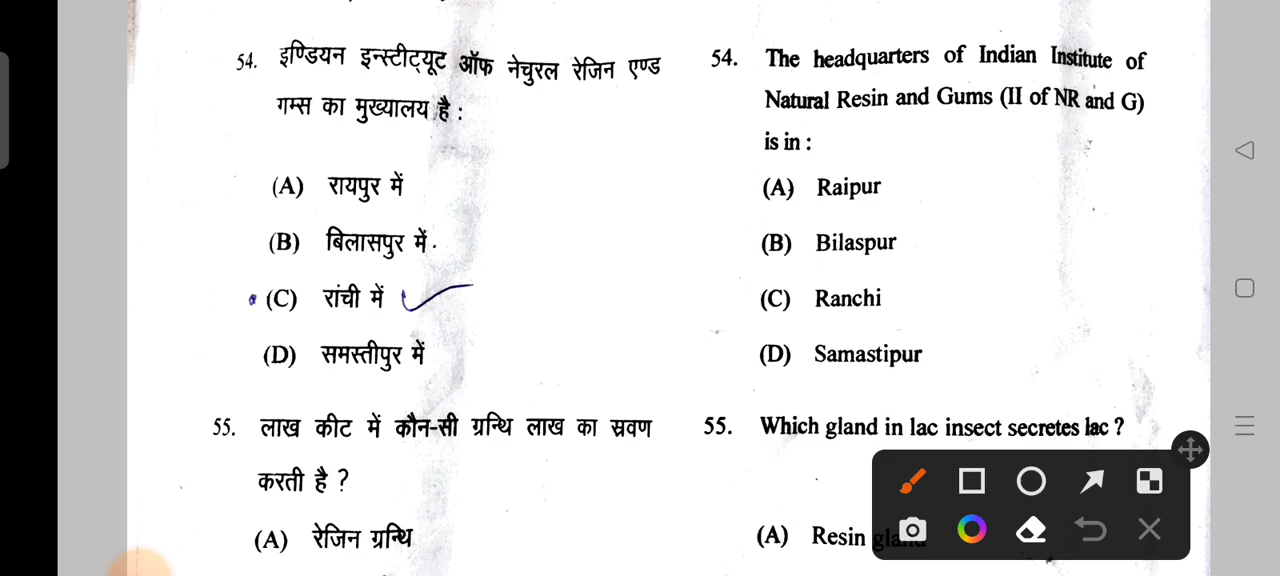 54. इण्डियन इन्स्टीट्यूट ऑफ नेचुरल रेजिन एण्ड
गम्स का मुख्यालय है :
(A) रायपुर में
(B) बिलासपुर में
(C) रांची में
(D) समस्तीपुर में
55. लाख कीट में कौन-सी ग्रन्थि लाख का स्रवण
करती है ?
(A) रेजिन ग्रन्थि
54. The headquarters of Indian Institute of
Natural Resin and Gums (II of NR and G)
is in :
(A) Raipur
(B) Bilaspur
(C) Ranchi
(D) Samastipur
55. Which gland in lac insect secretes lac ?
(A) Resin gland